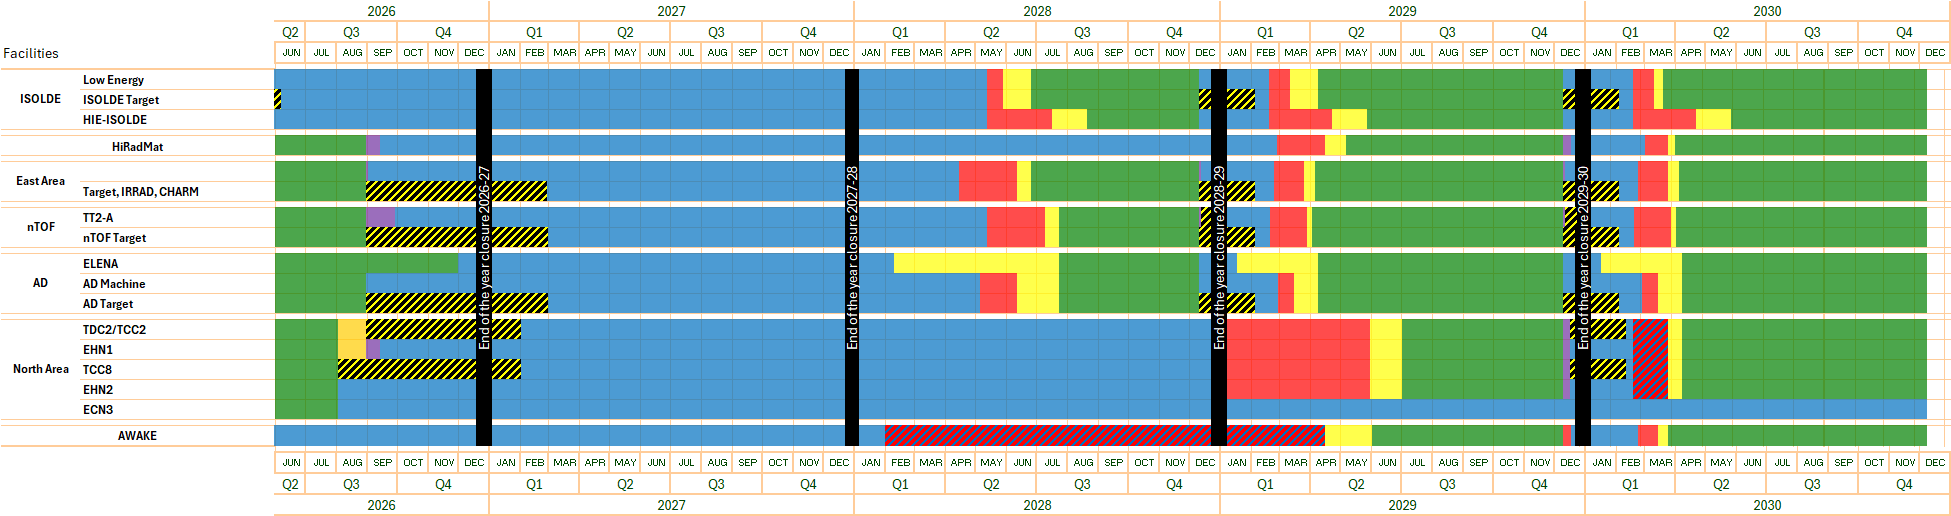 2026 2027 2028 2029 2030
Q2 Q3 Q4 Q1 Q2 Q3 Q4 Q1 Q2 Q3 Q4 Q1 Q2 Q3 Q4 Q1 Q2 Q3 Q4
Facilities JUN JUL AUG SEP OCT NOV DEC JAN FEB MAR APR MAY JUN JUL AUG SEP OCT NOV DEC JAN FEB MAR APR MAY JUN JUL AUG SEP OCT NOV DEC JAN FEB MAR APR MAY JUN JUL AUG SEP OCT NOV DEC JAN FEB MAR APR MAY JUN JUL AUG SEP OCT NOV DEC
Low Energy
ISOLDE ISOLDE Target
HIE-ISOLDE
HiRadMat
East Area
Target, IRRAD, CHARM
TT2-A
nTOF
nTOF Target
ELENA
AD AD Machine
AD Target
TDC2/TCC2
EHN1
North Area TCC8
EHN2
ECN3
AWAKE
End of the year closure 2026-27
End of the year closure 2027-28
End of the year closure 2028-29
End of the year closure 2029-30
JUN JUL AUG SEP OCT NOV DEC JAN FEB MAR APR MAY JUN JUL AUG SEP OCT NOV DEC JAN FEB MAR APR MAY JUN JUL AUG SEP OCT NOV DEC JAN FEB MAR APR MAY JUN JUL AUG SEP OCT NOV DEC JAN FEB MAR APR MAY JUN JUL AUG SEP OCT NOV DEC
Q2 Q3 Q4 Q1 Q2 Q3 Q4 Q1 Q2 Q3 Q4 Q1 Q2 Q3 Q4 Q1 Q2 Q3 Q4
2026 2027 2028 2029 2030